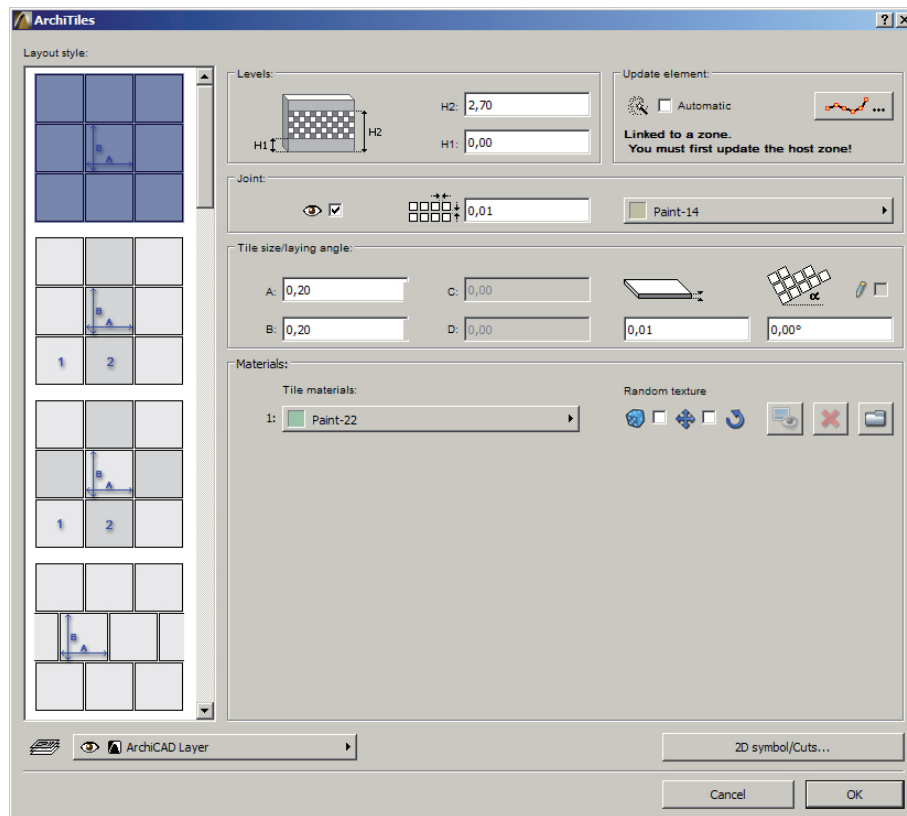 ArchiTiles
Layout style:
B
A
B
A
1 2
B
A
1 2
B
A
Levels:
H1
H2
H2: 2,70
H1: 0,00
Update element:
Automatic
...
Linked to a zone.
You must first update the host zone!
Joint:
0,01
Paint-14
Tile size/laying angle:
A: 0,20
C: 0,00
α
B: 0,20
D: 0,00
0,01
0,00°
Materials:
Tile materials:
Random texture
1: Paint-22
ArchiCAD Layer
2D symbol/Cuts...
Cancel
OK